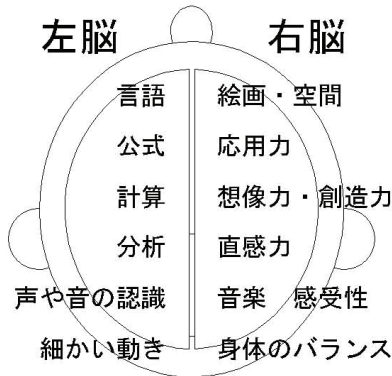 左脳 右脳
言語 絵画・空間
公式 応用力
計算 想像力・創造力
分析 直感力
声や音の認識 音楽 感受性
細かい動き 身体のバランス